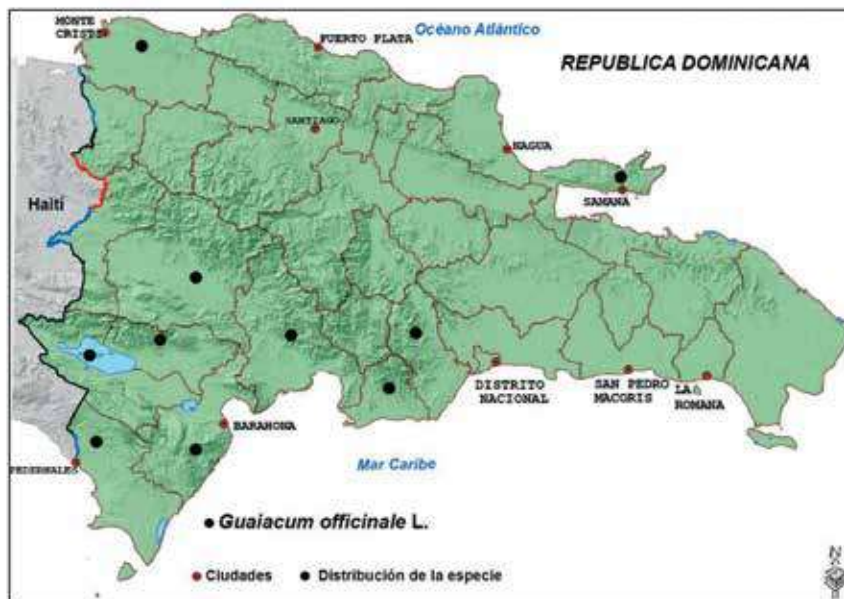 MONTE
CRISTI
PUERTO PLATA
Océano Atlántico
REPUBLICA DOMINICANA
SANTIAGO
NAGUA
Haití
SAMANA
DISTRITO
NACIONAL
SAN PEDRO
MACORIS
LA
ROMANA
BARAHONA
PEDERNALES
Mar Caribe
Guaiacum officinale L.
Ciudades
Distribución de la especie
N